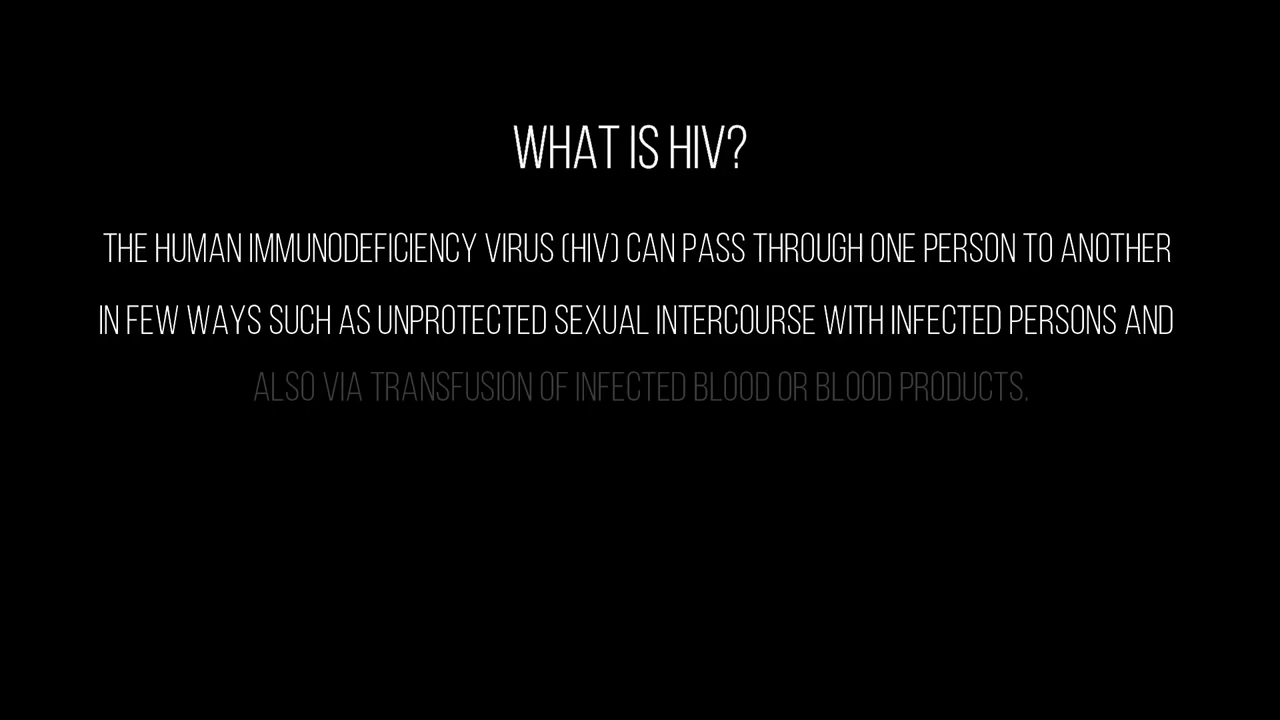 WHAT IS HIV?
THE HUMAN IMMUNODEFICIENCY VIRUS (HIV) CAN PASS THROUGH ONE PERSON TO ANOTHER
IN FEW WAYS SUCH AS UNPROTECTED SEXUAL INTERCOURSE WITH INFECTED PERSONS AND
ALSO VIA TRANSFUSION OF INFECTED BLOOD OR BLOOD PRODUCTS.